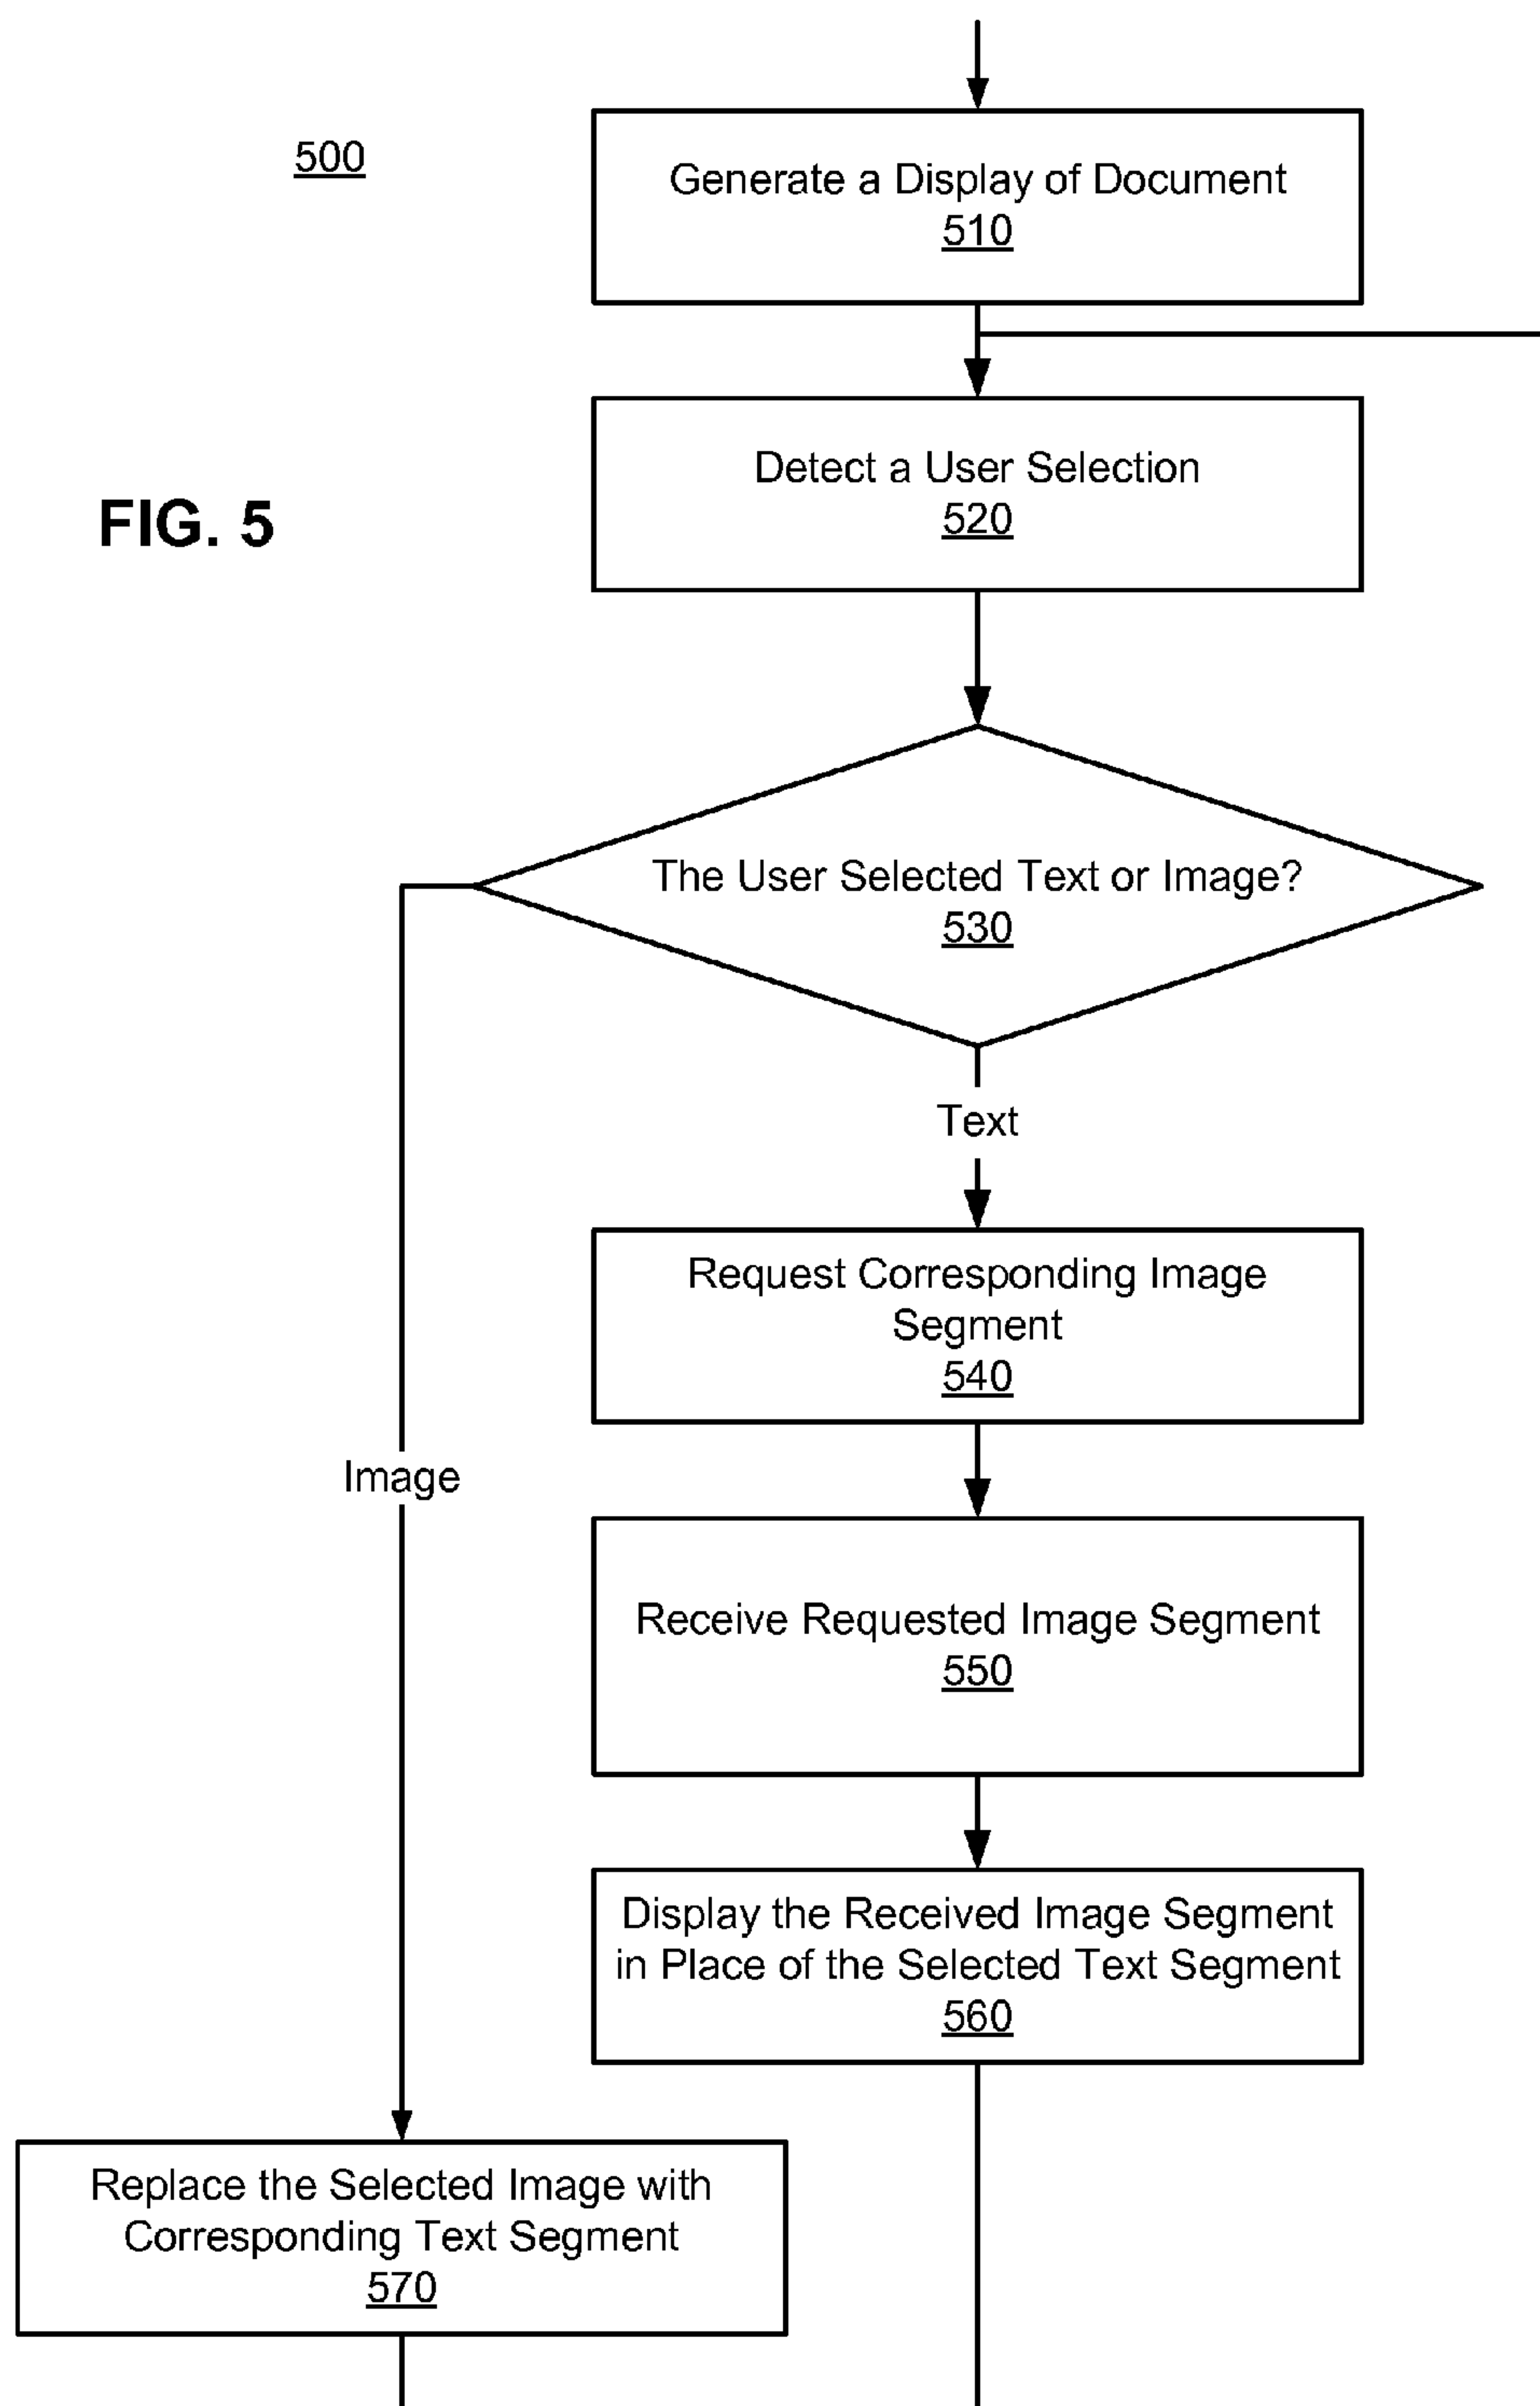 500
Generate a Display of Document
510
FIG. 5
Detect a User Selection
520
The User Selected Text or Image?
530
Text
Request Corresponding Image
Segment
540
Image
Receive Requested Image Segment
550
Display the Received Image Segment
in Place of the Selected Text Segment
560
Replace the Selected Image with
Corresponding Text Segment
570